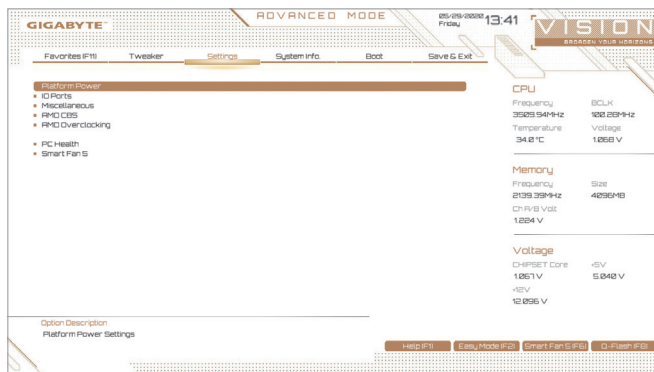 GIGABYTE™
ADVANCED MODE
05/29/2020 Friday 13:41
VISION
BROADEN YOUR HORIZONS
Favorites (F11) Tweaker Settings System Info. Boot Save & Exit
Platform Power
IO Ports
Miscellaneous
AMD CBS
AMD Overclocking
PC Health
Smart Fan 5
CPU
Frequency BCLK
3509.94MHz 100.28MHz
Temperature Voltage
34.0 °C 1.068 V
Memory
Frequency Size
2139.39MHz 4096MB
Ch A/B Volt
1.224 V
Voltage
CHIPSET Core +5V
1.067 V 5.040 V
+12V
12.096 V
Option Description
Platform Power Settings
Help (F1) Easy Mode (F2) Smart Fan 5 (F6) Q-Flash (F8)